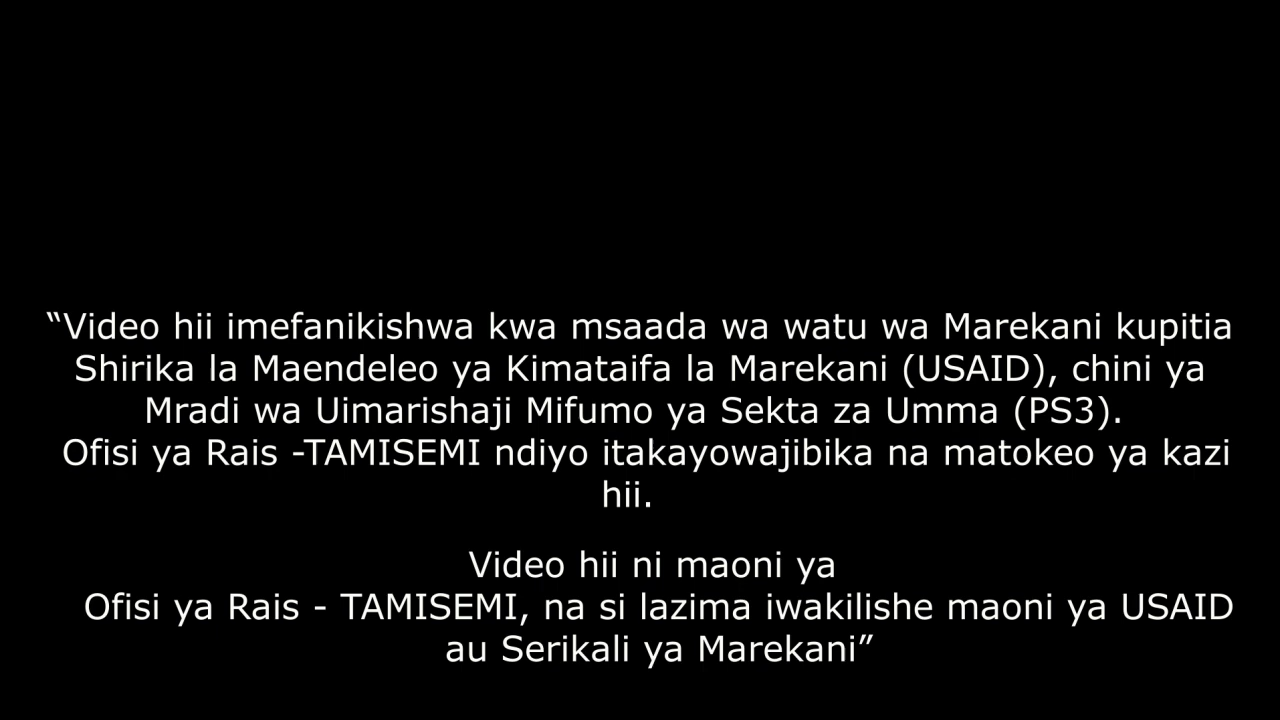 “Video hii imefanikishwa kwa msaada wa watu wa Marekani kupitia
Shirika la Maendeleo ya Kimataifa la Marekani (USAID), chini ya
Mradi wa Uimarishaji Mifumo ya Sekta za Umma (PS3).
Ofisi ya Rais -TAMISEMI ndiyo itakayowajibika na matokeo ya kazi
hii.
Video hii ni maoni ya
Ofisi ya Rais - TAMISEMI, na si lazima iwakilishe maoni ya USAID
au Serikali ya Marekani”